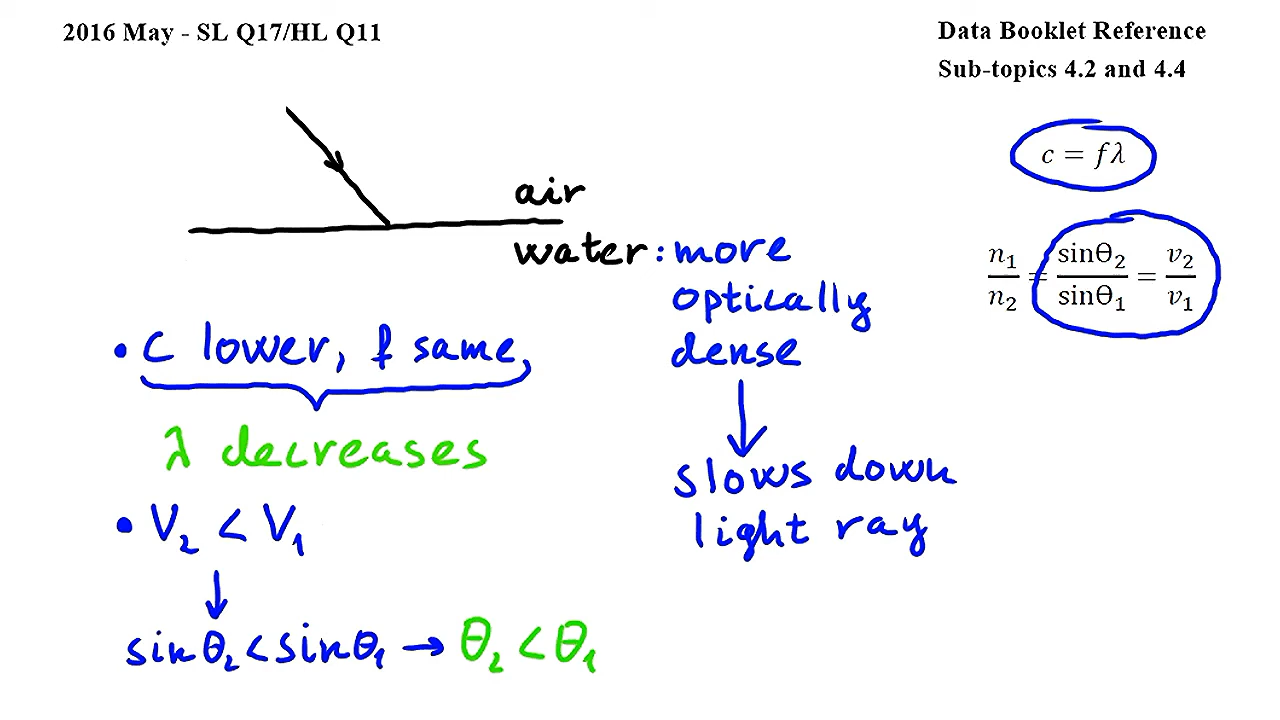 2016 May - SL Q17/HL Q11
Data Booklet Reference
Sub-topics 4.2 and 4.4
c = fλ
n₁/n₂ = sinθ₂/sinθ₁ = v₂/v₁
air
water: more
optically
dense
slows down
light ray
• c lower, f same,
λ decreases
• V₂ < V₁
sinθ₂ < sinθ₁ → θ₂ < θ₁